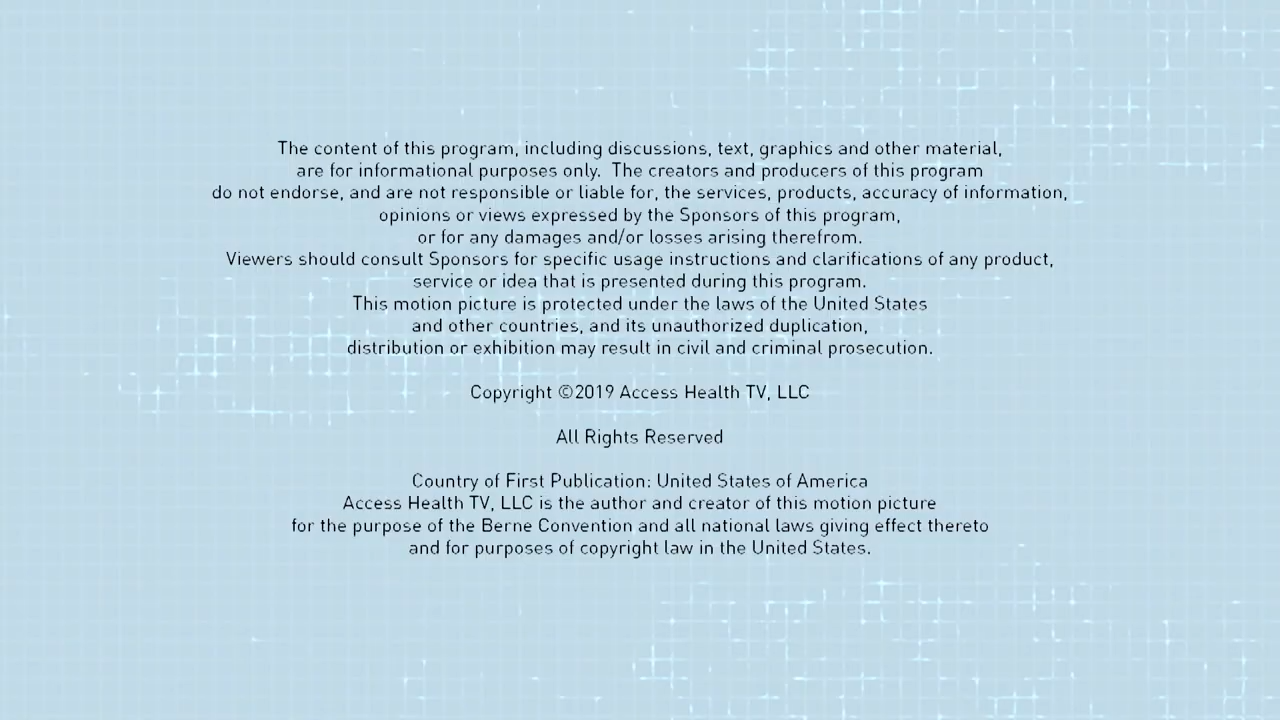 The content of this program, including discussions, text, graphics and other material,
are for informational purposes only.  The creators and producers of this program
do not endorse, and are not responsible or liable for, the services, products, accuracy of information,
opinions or views expressed by the Sponsors of this program,
or for any damages and/or losses arising therefrom.
Viewers should consult Sponsors for specific usage instructions and clarifications of any product,
service or idea that is presented during this program.
This motion picture is protected under the laws of the United States
and other countries, and its unauthorized duplication,
distribution or exhibition may result in civil and criminal prosecution.
Copyright ©2019 Access Health TV, LLC
All Rights Reserved
Country of First Publication: United States of America
Access Health TV, LLC is the author and creator of this motion picture
for the purpose of the Berne Convention and all national laws giving effect thereto
and for purposes of copyright law in the United States.